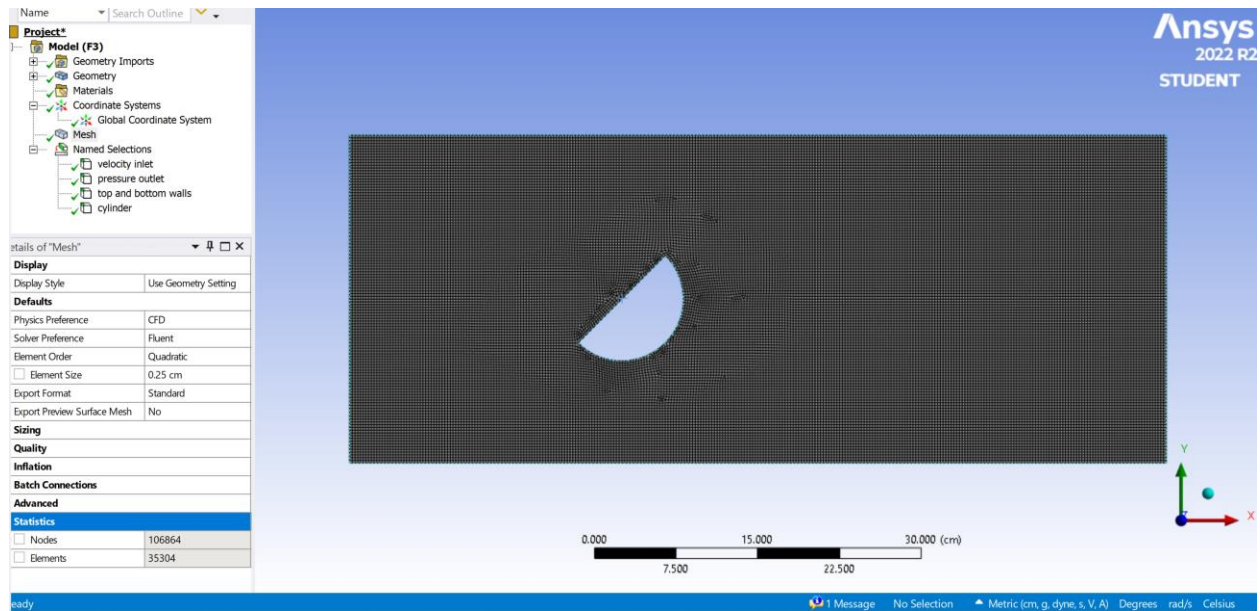 Name Search Outline
Project*
Model (F3)
Geometry Imports
Geometry
Materials
Coordinate Systems
Global Coordinate System
Mesh
Named Selections
velocity inlet
pressure outlet
top and bottom walls
cylinder
etails of "Mesh"
Display
Display Style Use Geometry Setting
Defaults
Physics Preference CFD
Solver Preference Fluent
Element Order Quadratic
Element Size 0.25 cm
Export Format Standard
Export Preview Surface Mesh No
Sizing
Quality
Inflation
Batch Connections
Advanced
Statistics
Nodes 106864
Elements 35304
Ansys
2022 R2
STUDENT
0.000 15.000 30.000 (cm)
7.500 22.500
Y
Z X
eady 1 Message No Selection Metric (cm, g, dyne, s, V, A) Degrees rad/s Celsius